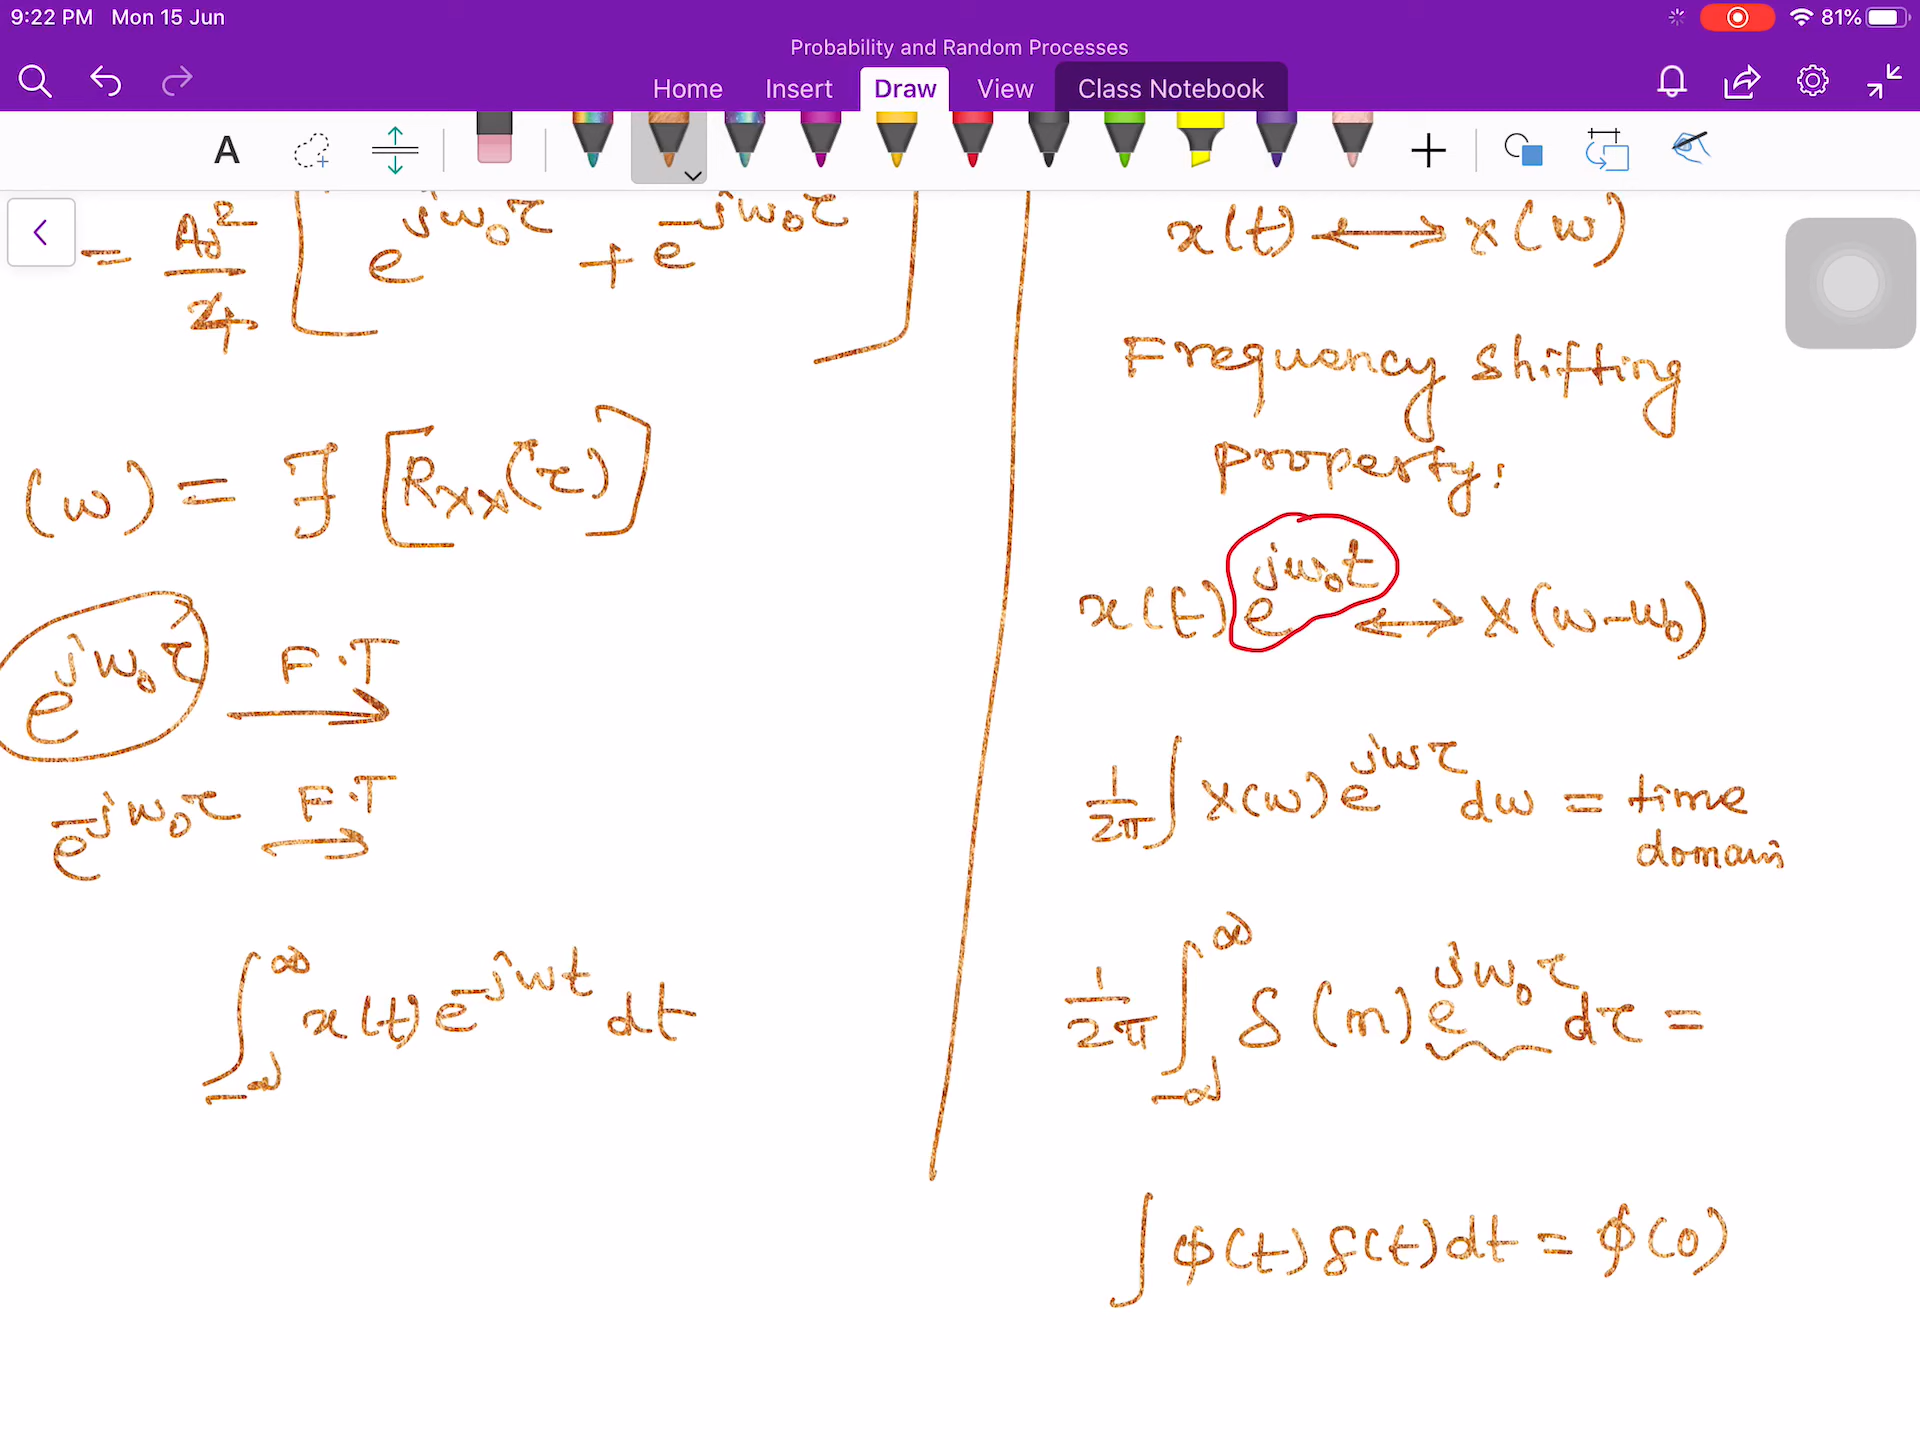 9:22 PM Mon 15 Jun
81%
Probability and Random Processes
Home Insert Draw View Class Notebook
A
= A₀²/4 [e^{jω₀τ} + e^{-jω₀τ}]
(ω) = F [R_{XX}(τ)]
e^{jω₀τ} F.T →
e^{-jω₀τ} F.T →
∫_{-∞}^{∞} x(t) e^{-jωt} dt
x(t) ↔ X(ω)
Frequency shifting
property:
x(t) e^{jω₀t} ↔ X(ω-ω₀)
1/2π ∫ X(ω) e^{jωτ} dω = time
domain
1/2π ∫_{-∞}^{∞} δ(m) e^{jω₀τ} dτ =
∫ φ(t) δ(t) dt = φ(0)